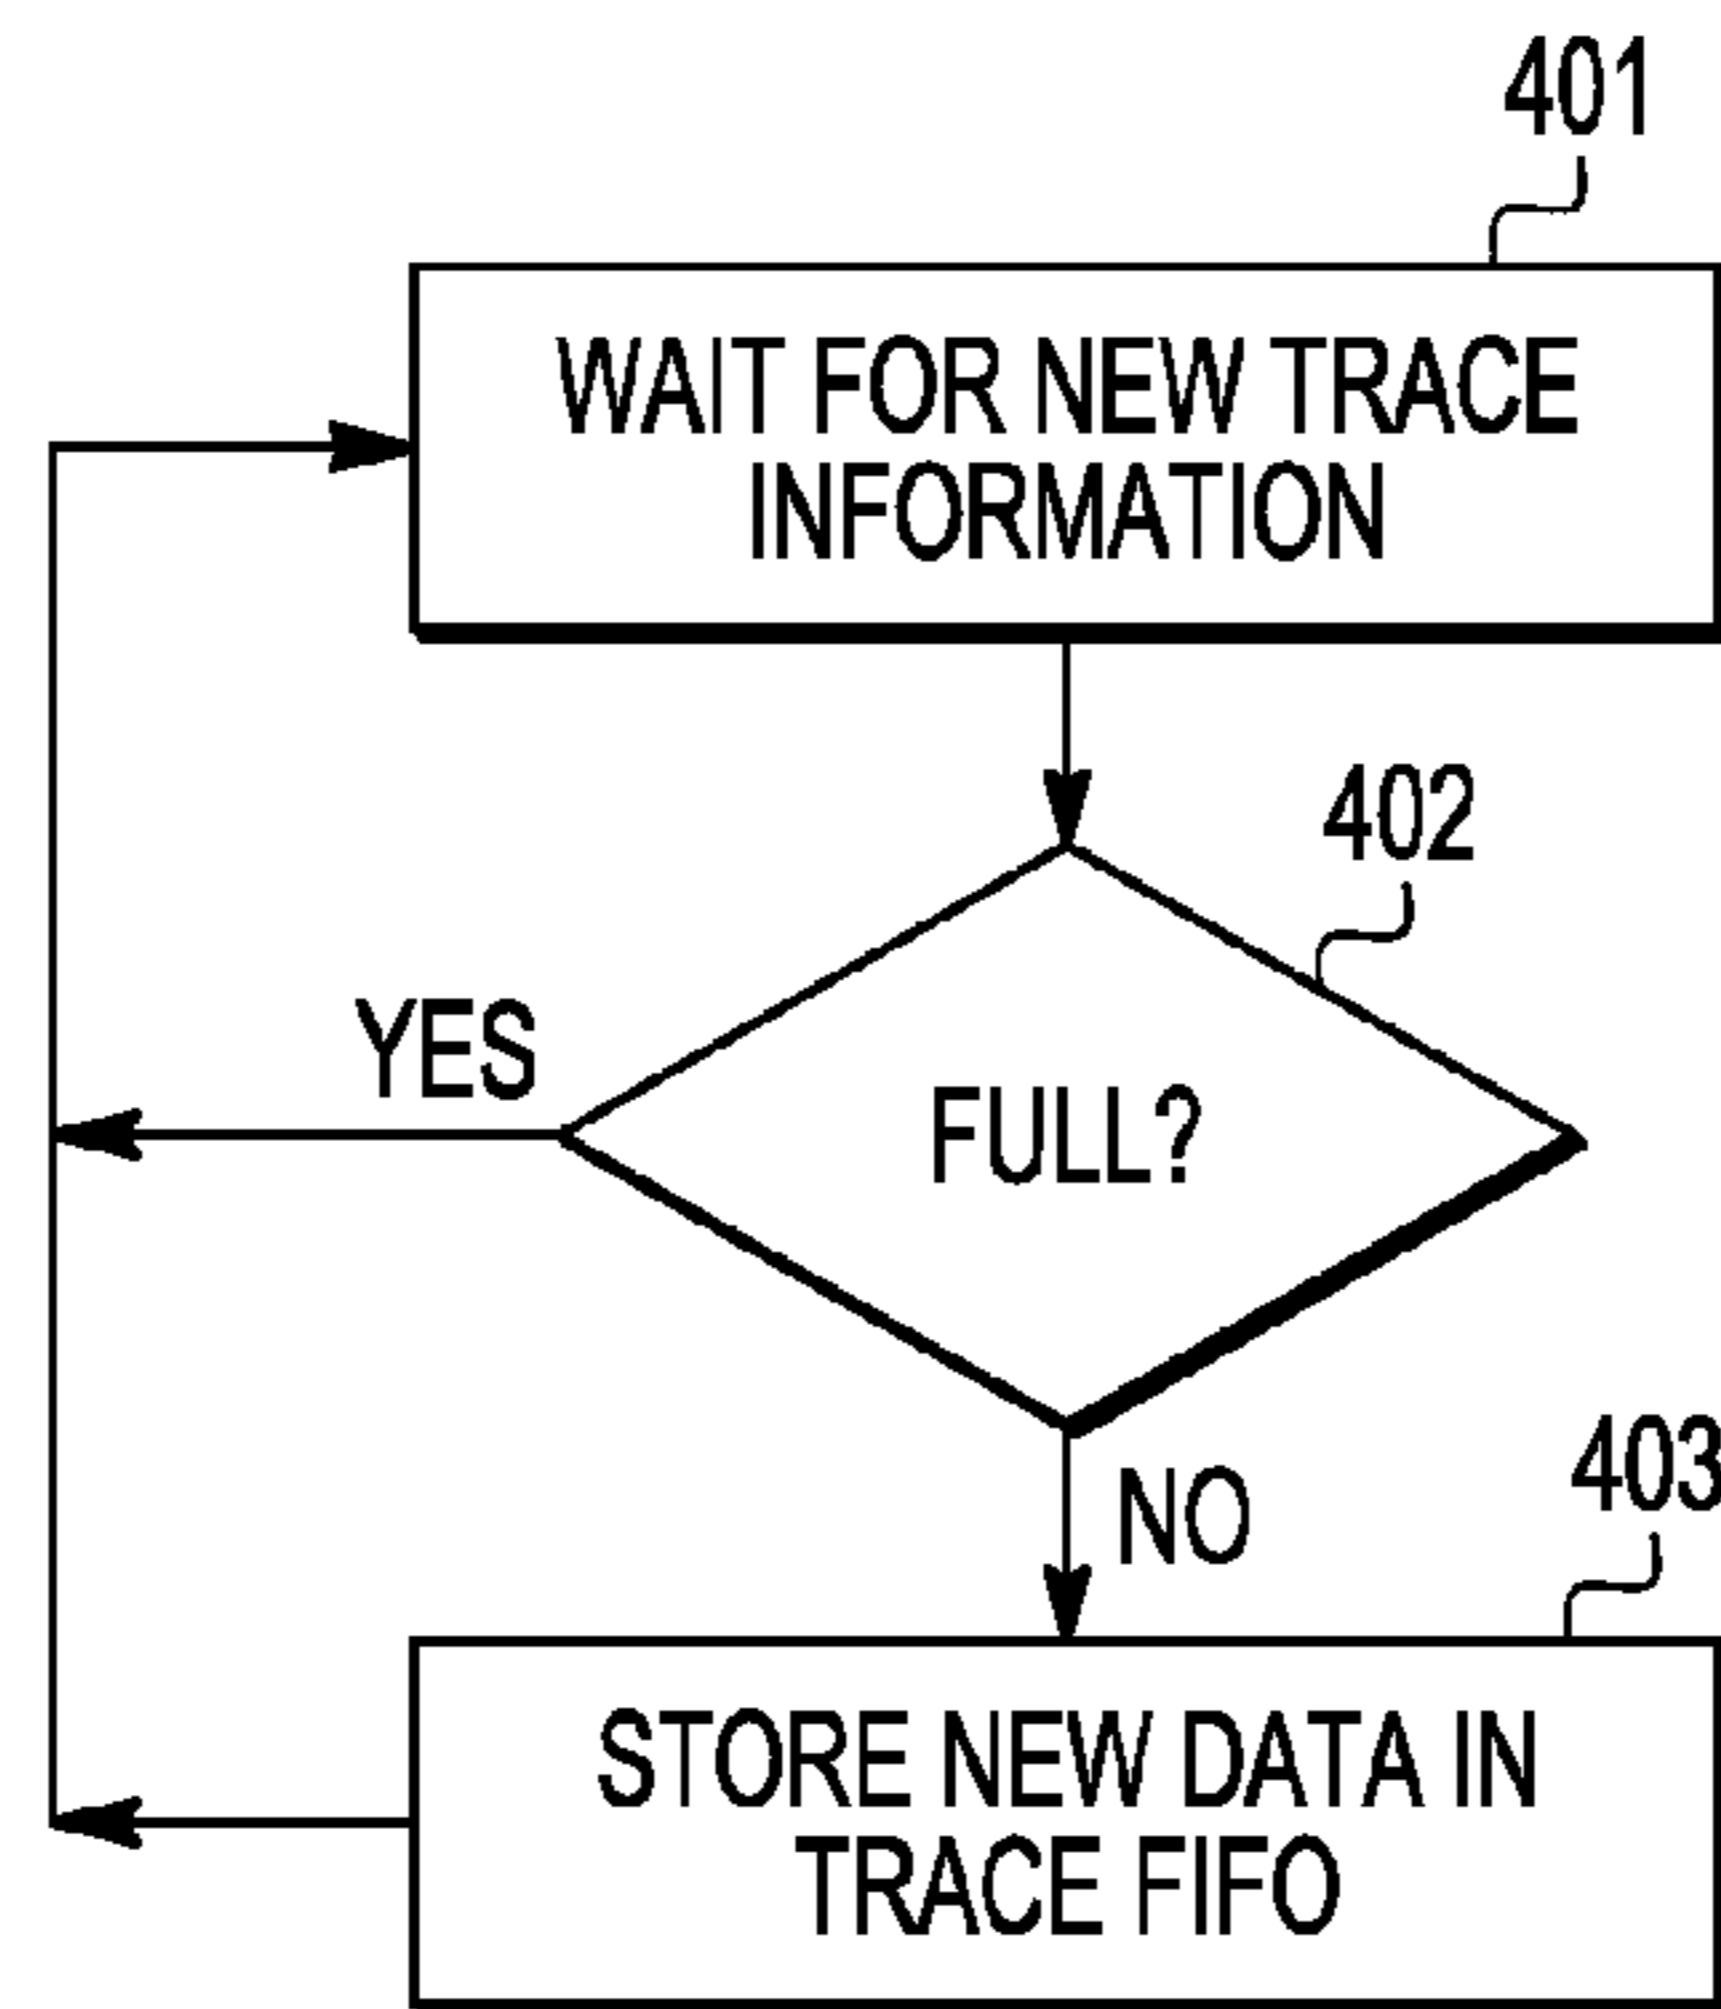 401
WAIT FOR NEW TRACE
INFORMATION
402
YES
FULL?
NO
403
STORE NEW DATA IN
TRACE FIFO